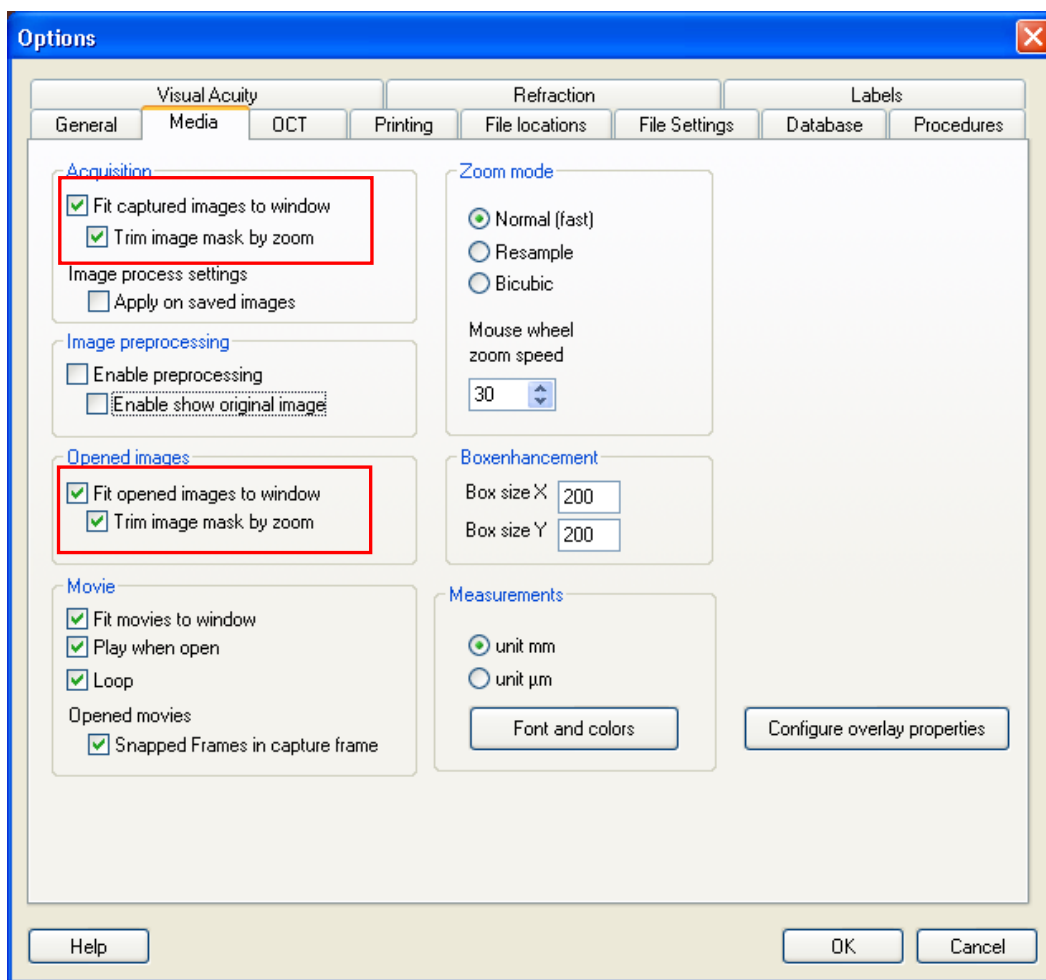 Options
Visual Acuity
Refraction
Labels
General
Media
OCT
Printing
File locations
File Settings
Database
Procedures
Acquisition
Fit captured images to window
Trim image mask by zoom
Image process settings
Apply on saved images
Image preprocessing
Enable preprocessing
Enable show original image
Opened images
Fit opened images to window
Trim image mask by zoom
Movie
Fit movies to window
Play when open
Loop
Opened movies
Snapped Frames in capture frame
Zoom mode
Normal (fast)
Resample
Bicubic
Mouse wheel
zoom speed
30
Boxenhancement
Box size X 200
Box size Y 200
Measurements
unit mm
unit µm
Font and colors
Configure overlay properties
Help
OK
Cancel